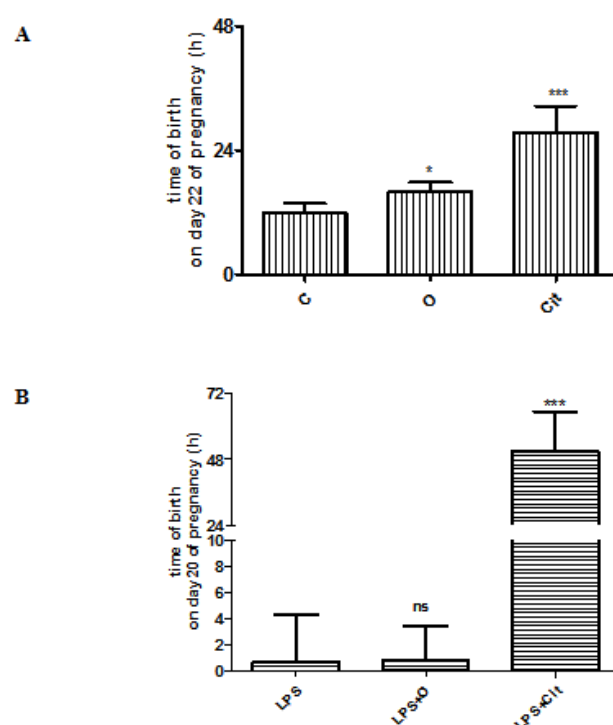 A
time of birth
on day 22 of pregnancy (h)
48
24
0
*
***
C
O
Cit
B
time of birth
on day 20 of pregnancy (h)
72
48
24
10
8
6
4
2
0
ns
***
LPS
LPS+O
LPS+Cit